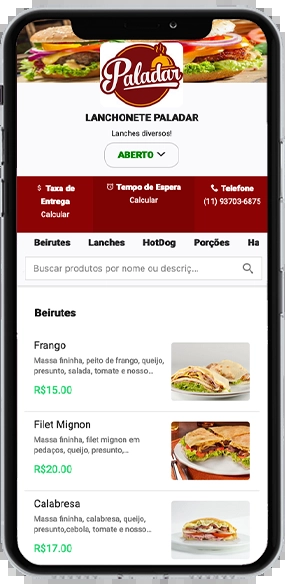 Paladar
LANCHONETE PALADAR
Lanches diversos!
ABERTO
$ Taxa de
Entrega
Calcular
Tempo de Espera
Calcular
Telefone
(11) 93703-6875
Beirutes Lanches HotDog Porções Ha
Buscar produtos por nome ou descriç...
Beirutes
Frango
Massa fininha, peito de frango, queijo,
presunto, salada, tomate e nosso...
R$15.00
Filet Mignon
Massa fininha, filet mignon em
pedaços, queijo, presunto,...
R$20.00
Calabresa
Massa fininha, calabresa, queijo,
presunto,cebola, tomate e nosso...
R$17.00